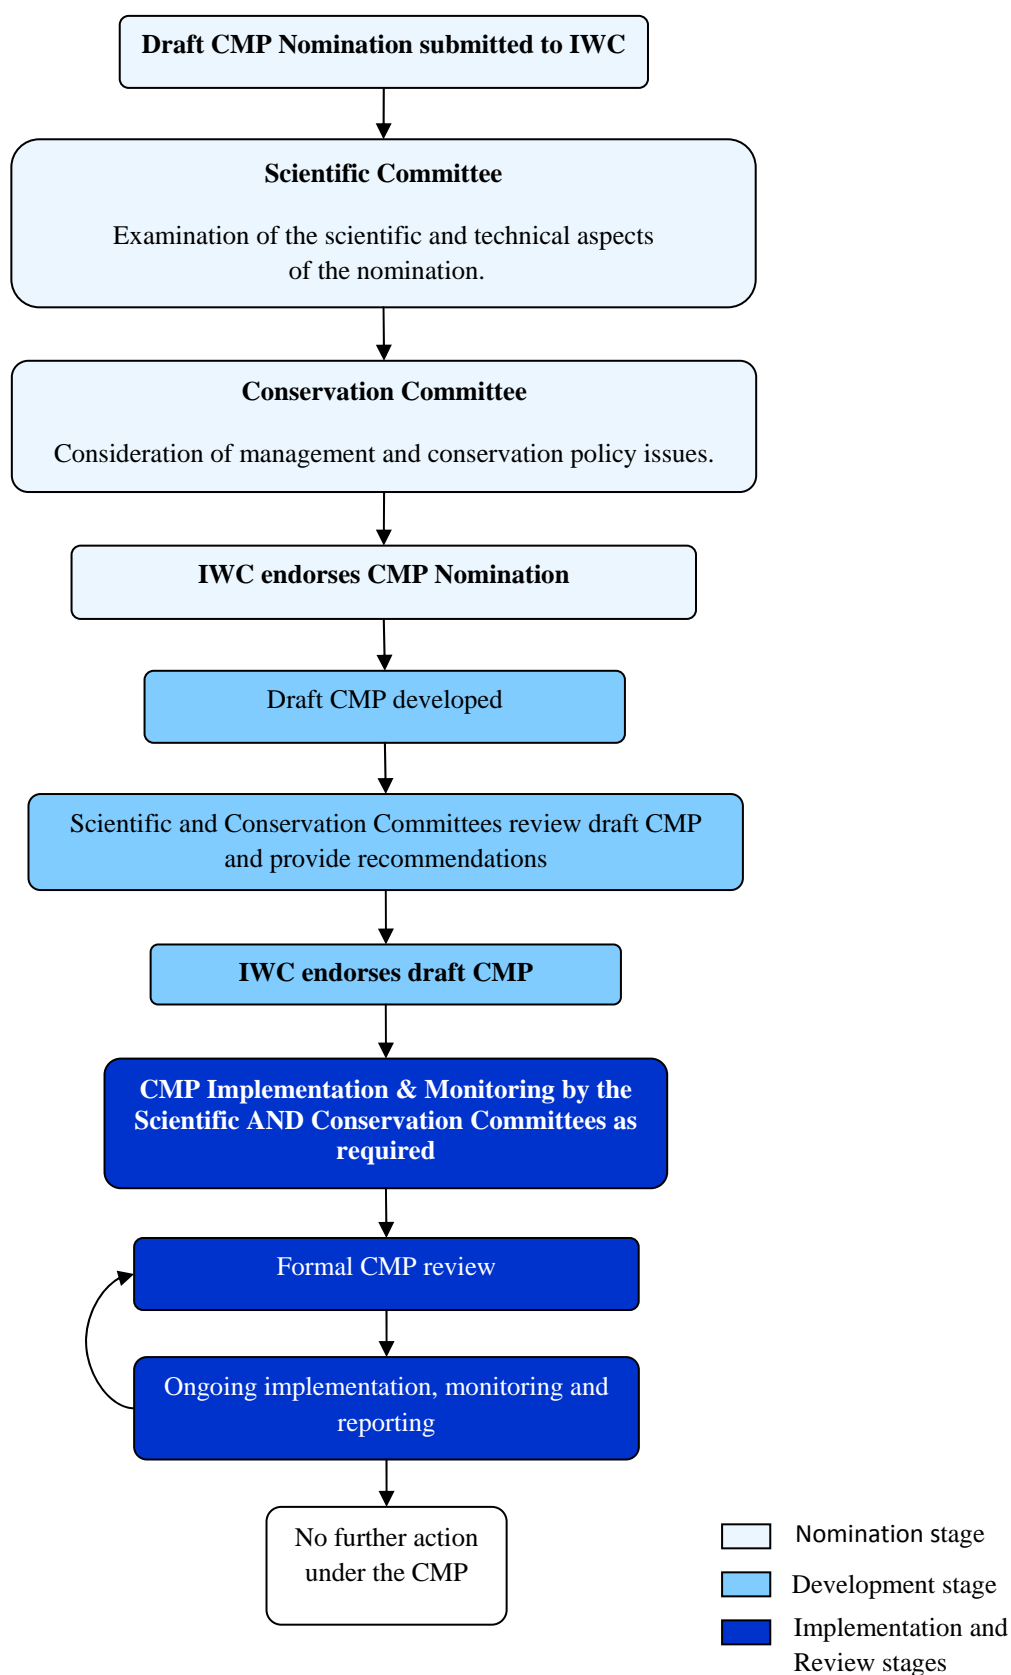 Draft CMP Nomination submitted to IWC
Scientific Committee
Examination of the scientific and technical aspects
of the nomination.
Conservation Committee
Consideration of management and conservation policy issues.
IWC endorses CMP Nomination
Draft CMP developed
Scientific and Conservation Committees review draft CMP
and provide recommendations
IWC endorses draft CMP
CMP Implementation & Monitoring by the
Scientific AND Conservation Committees as
required
Formal CMP review
Ongoing implementation, monitoring and
reporting
No further action
under the CMP
Nomination stage
Development stage
Implementation and
Review stages